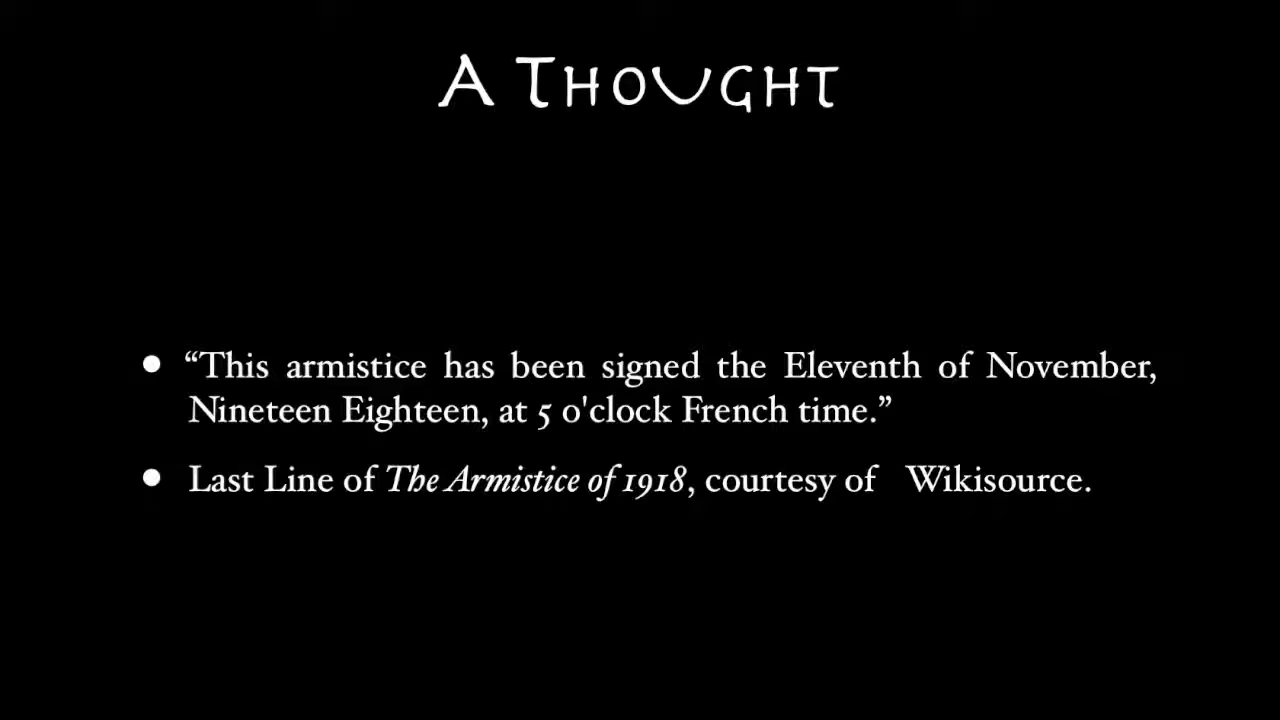 A THOUGHT
• “This armistice has been signed the Eleventh of November,
Nineteen Eighteen, at 5 o'clock French time.”
• Last Line of The Armistice of 1918, courtesy of Wikisource.